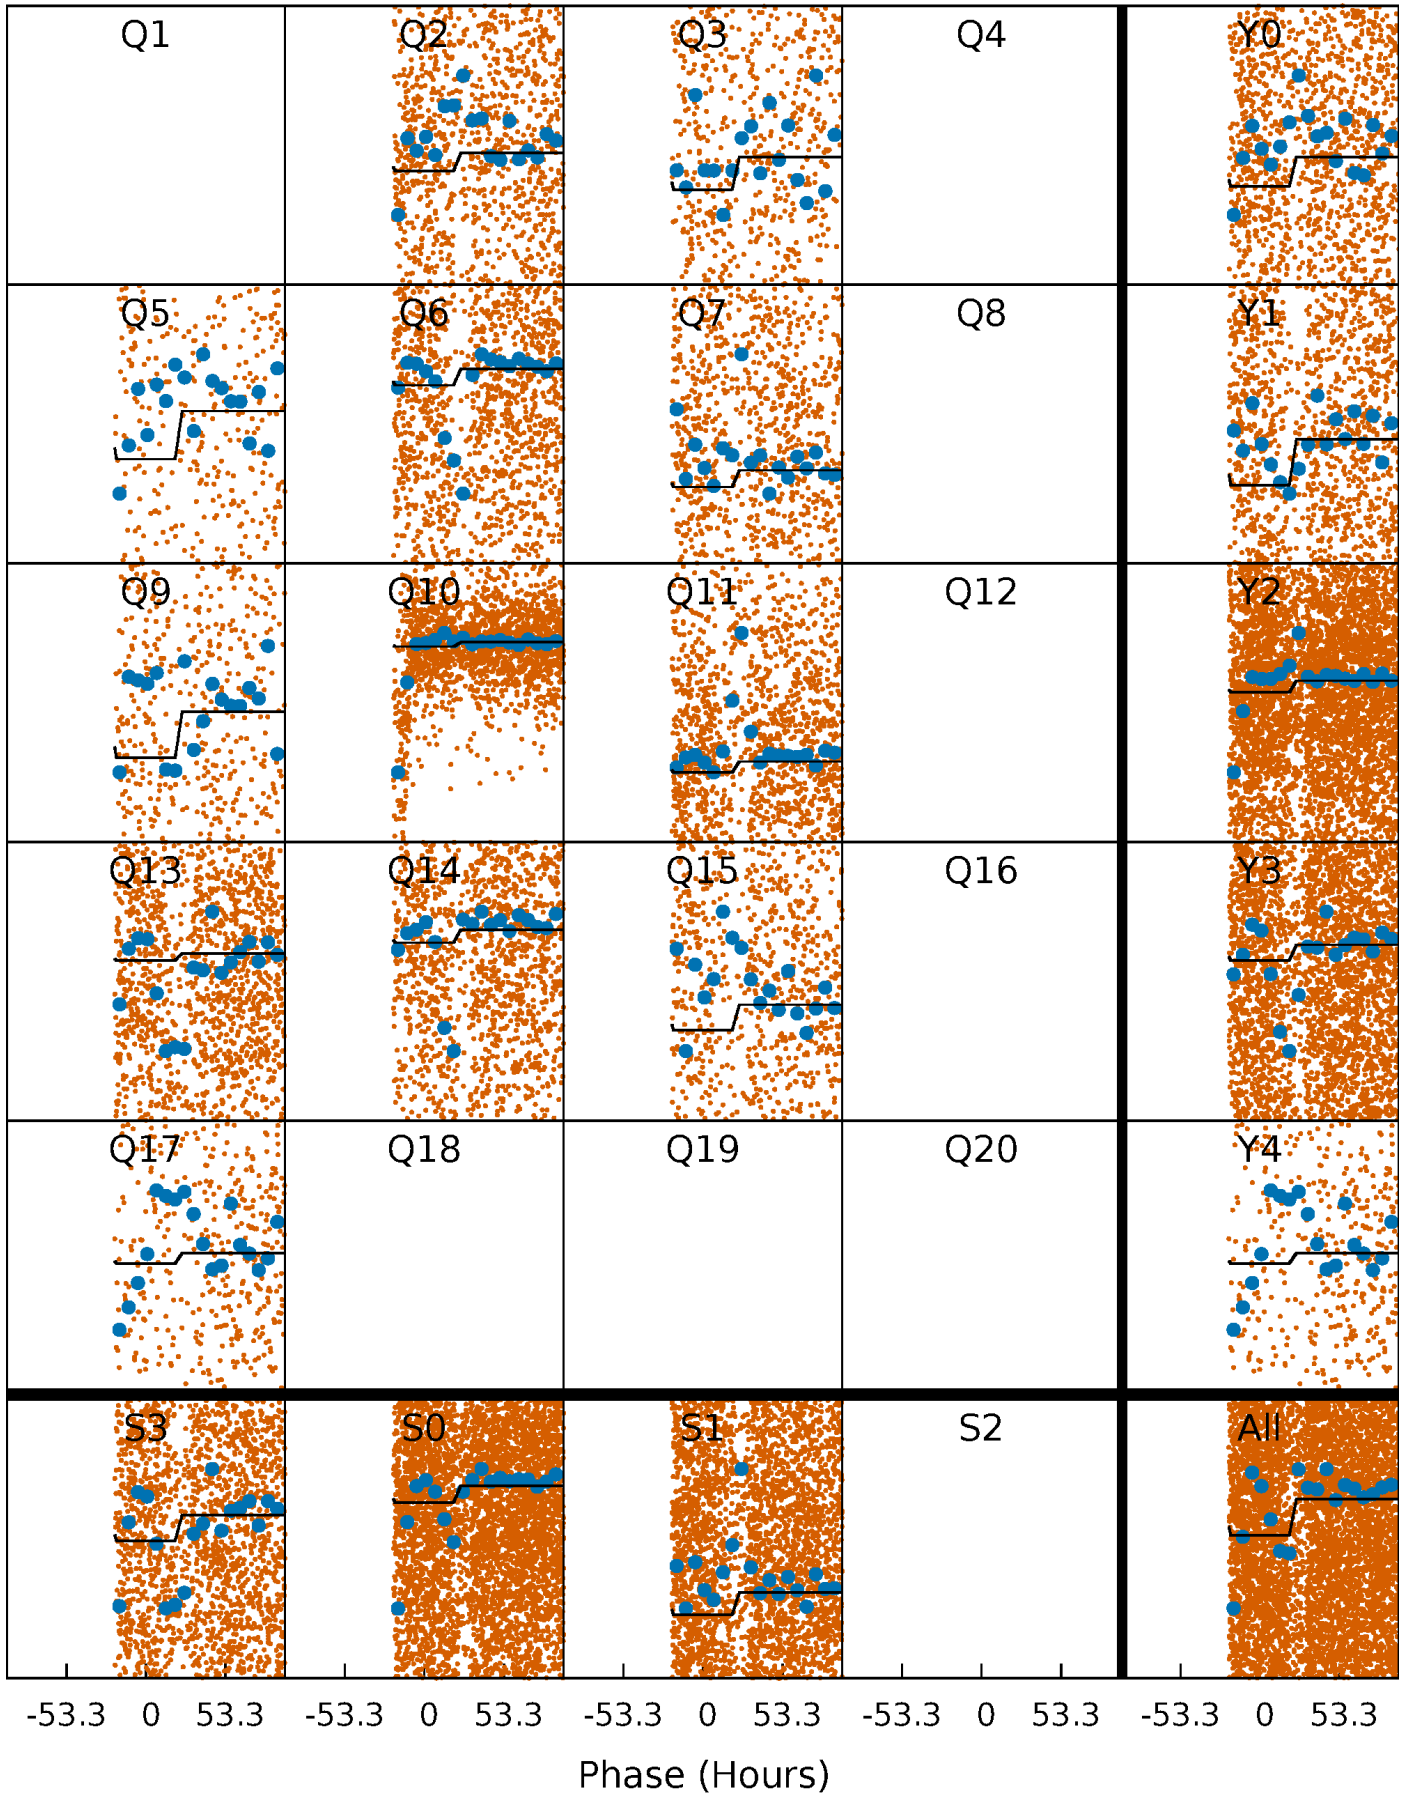 Q1 Q2 Q3 Q4 Y0
Q5 Q6 Q7 Q8 Y1
Q9 Q10 Q11 Q12 Y2
Q13 Q14 Q15 Q16 Y3
Q17 Q18 Q19 Q20 Y4
S3 S0 S1 S2 All
-53.3 0 53.3 -53.3 0 53.3 -53.3 0 53.3 -53.3 0 53.3 -53.3 0 53.3
Phase (Hours)